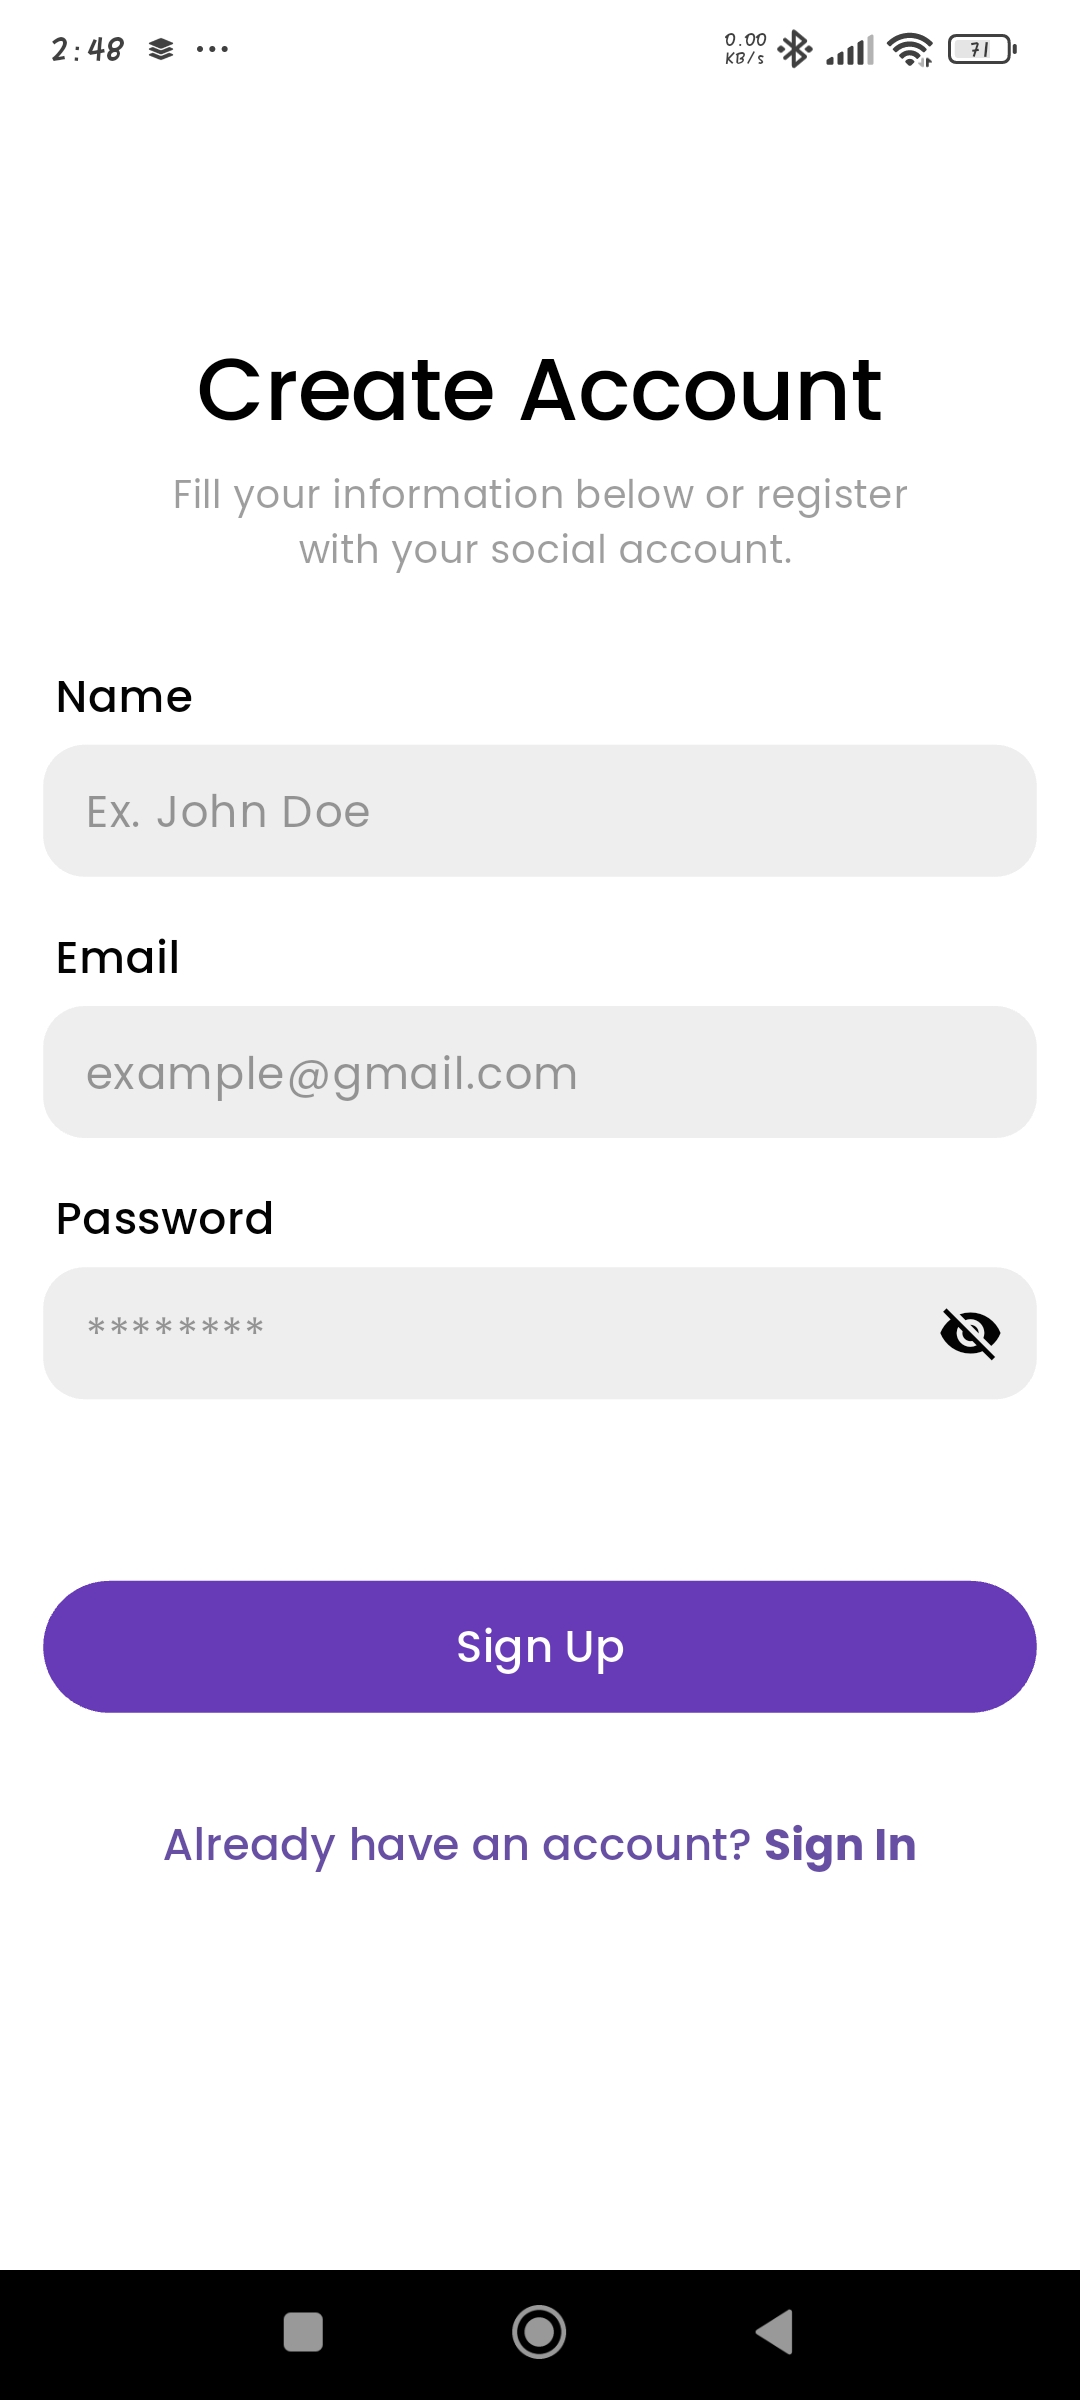 2:48
0.00
KB/s
71
Create Account
Fill your information below or register
with your social account.
Name
Ex. John Doe
Email
example@gmail.com
Password
********
Sign Up
Already have an account? Sign In